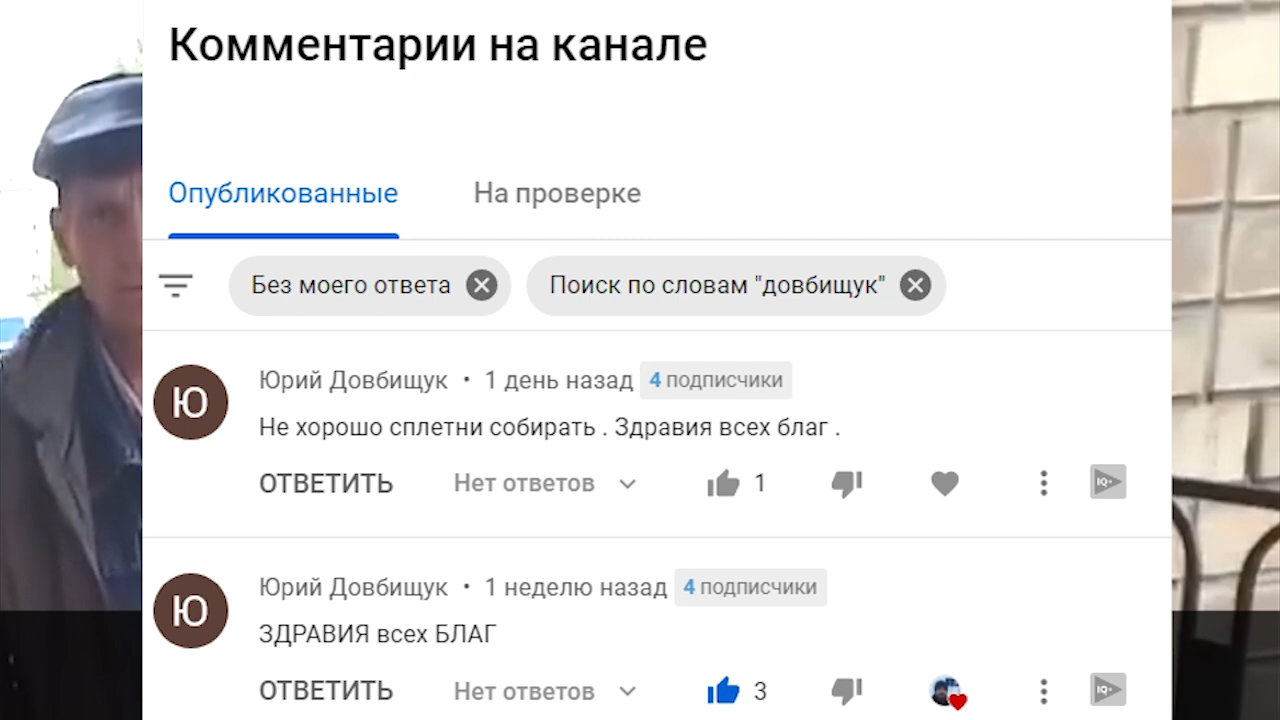 Комментарии на канале
Опубликованные На проверке
Без моего ответа Поиск по словам "довбищук"
Ю Юрий Довбищук • 1 день назад 4 подписчики
Не хорошо сплетни собирать . Здравия всех благ .
ОТВЕТИТЬ Нет ответов 1 IQ+
Ю Юрий Довбищук • 1 неделю назад 4 подписчики
ЗДРАВИЯ всех БЛАГ
ОТВЕТИТЬ Нет ответов 3 IQ+